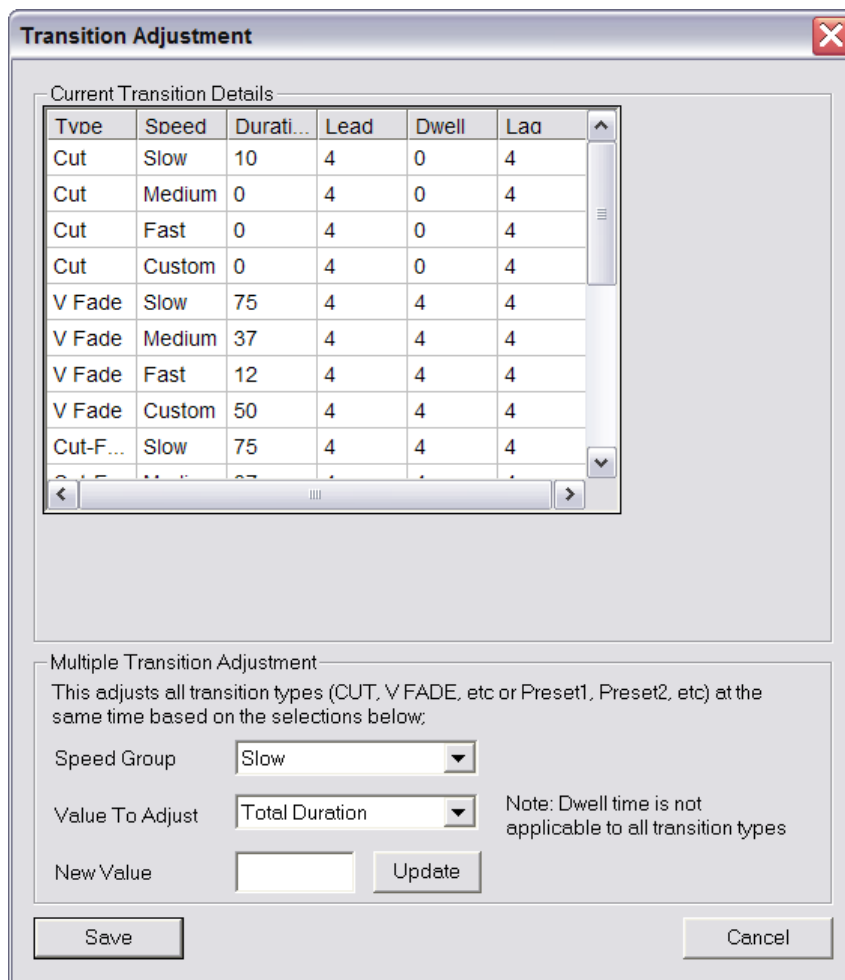 Transition Adjustment
Current Transition Details
Type Speed Durati... Lead Dwell Lag
Cut Slow 10 4 0 4
Cut Medium 0 4 0 4
Cut Fast 0 4 0 4
Cut Custom 0 4 0 4
V Fade Slow 75 4 4 4
V Fade Medium 37 4 4 4
V Fade Fast 12 4 4 4
V Fade Custom 50 4 4 4
Cut-F... Slow 75 4 4 4
Multiple Transition Adjustment
This adjusts all transition types (CUT, V FADE, etc or Preset1, Preset2, etc) at the
same time based on the selections below;
Speed Group Slow
Value To Adjust Total Duration
Note: Dwell time is not
applicable to all transition types
New Value Update
Save Cancel